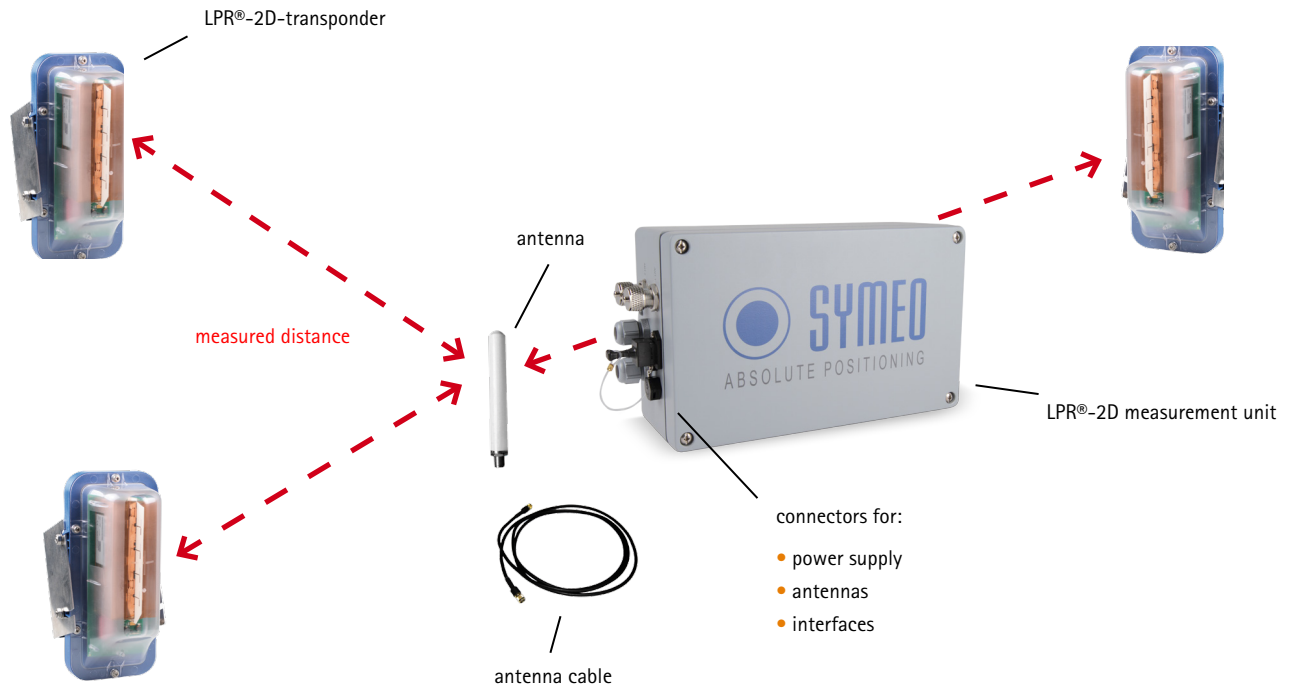 LPR®-2D-transponder
antenna
measured distance
SYMEO
ABSOLUTE POSITIONING
LPR®-2D measurement unit
connectors for:
• power supply
• antennas
• interfaces
antenna cable